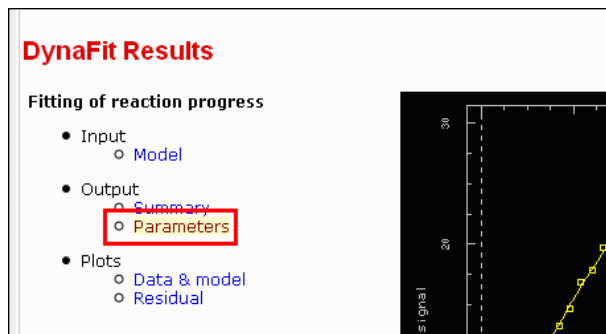 DynaFit Results
Fitting of reaction progress
Input
Model
Output
Summary
Parameters
Plots
Data & model
Residual
30
20
signal